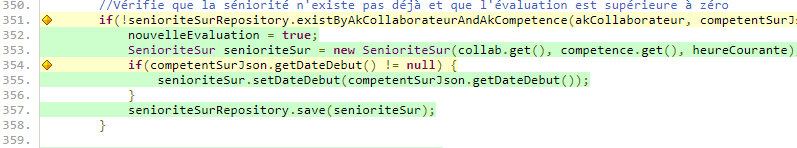 350. //Vérifie que la séniorité n'existe pas déjà et que l'évaluation est supérieure à zéro
351. if(!senioriteSurRepository.existByAkCollaborateurAndAkCompetence(akCollaborateur, competentSurJs
352. nouvelleEvaluation = true;
353. SenioriteSur senioriteSur = new SenioriteSur(collab.get(), competence.get(), heureCourante)
354. if(competentSurJson.getDateDebut() != null) {
355. senioriteSur.setDateDebut(competentSurJson.getDateDebut());
356. }
357. senioriteSurRepository.save(senioriteSur);
358. }
359.